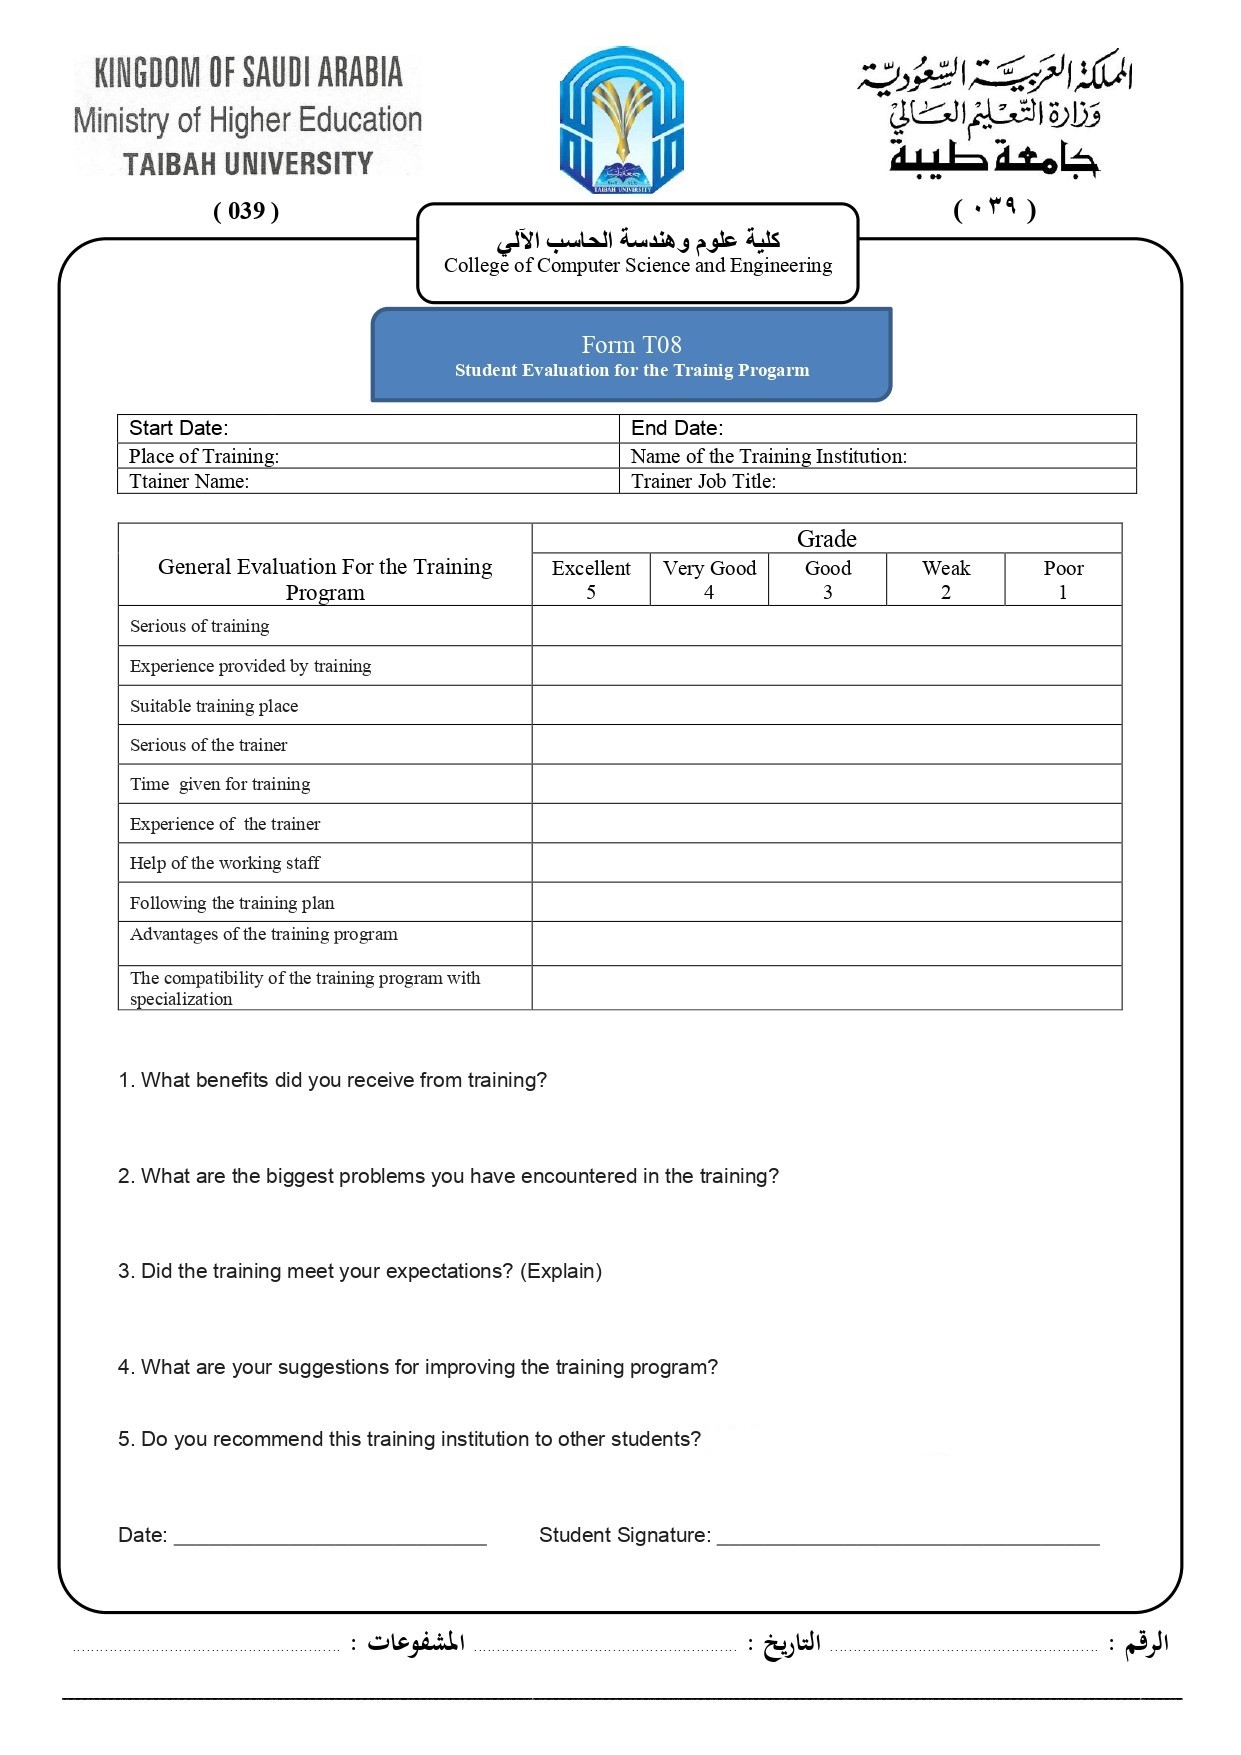 KINGDOM OF SAUDI ARABIA
Ministry of Higher Education
TAIBAH UNIVERSITY
( 039 )
TAIBAH UNIVERSITY
المملكة العربية السعودية
وزارة التعليم العالي
جامعة طيبة
( ٠٣٩ )
كلية علوم وهندسة الحاسب الآلي
College of Computer Science and Engineering
Form T08
Student Evaluation for the Trainig Progarm
Start Date: End Date:
Place of Training: Name of the Training Institution:
Ttainer Name: Trainer Job Title:
General Evaluation For the Training
Program
Grade
Excellent Very Good Good Weak Poor
5 4 3 2 1
Serious of training
Experience provided by training
Suitable training place
Serious of the trainer
Time given for training
Experience of the trainer
Help of the working staff
Following the training plan
Advantages of the training program
The compatibility of the training program with
specialization
1. What benefits did you receive from training?
2. What are the biggest problems you have encountered in the training?
3. Did the training meet your expectations? (Explain)
4. What are your suggestions for improving the training program?
5. Do you recommend this training institution to other students?
Date: ____________________________ Student Signature: __________________________________
الرقم : .................... التاريخ : .................... المشفوعات : ....................